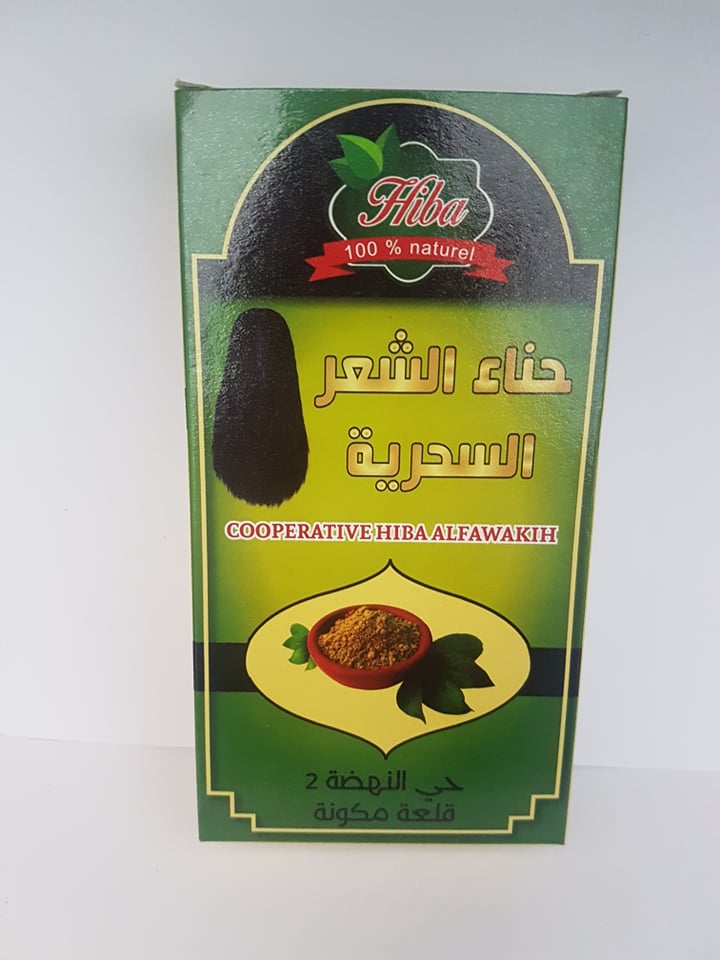 Hiba
100 % naturel
حناء الشعر
السحرية
COOPERATIVE HIBA ALFAWAKIH
حي النهضة 2
قلعة مكونة